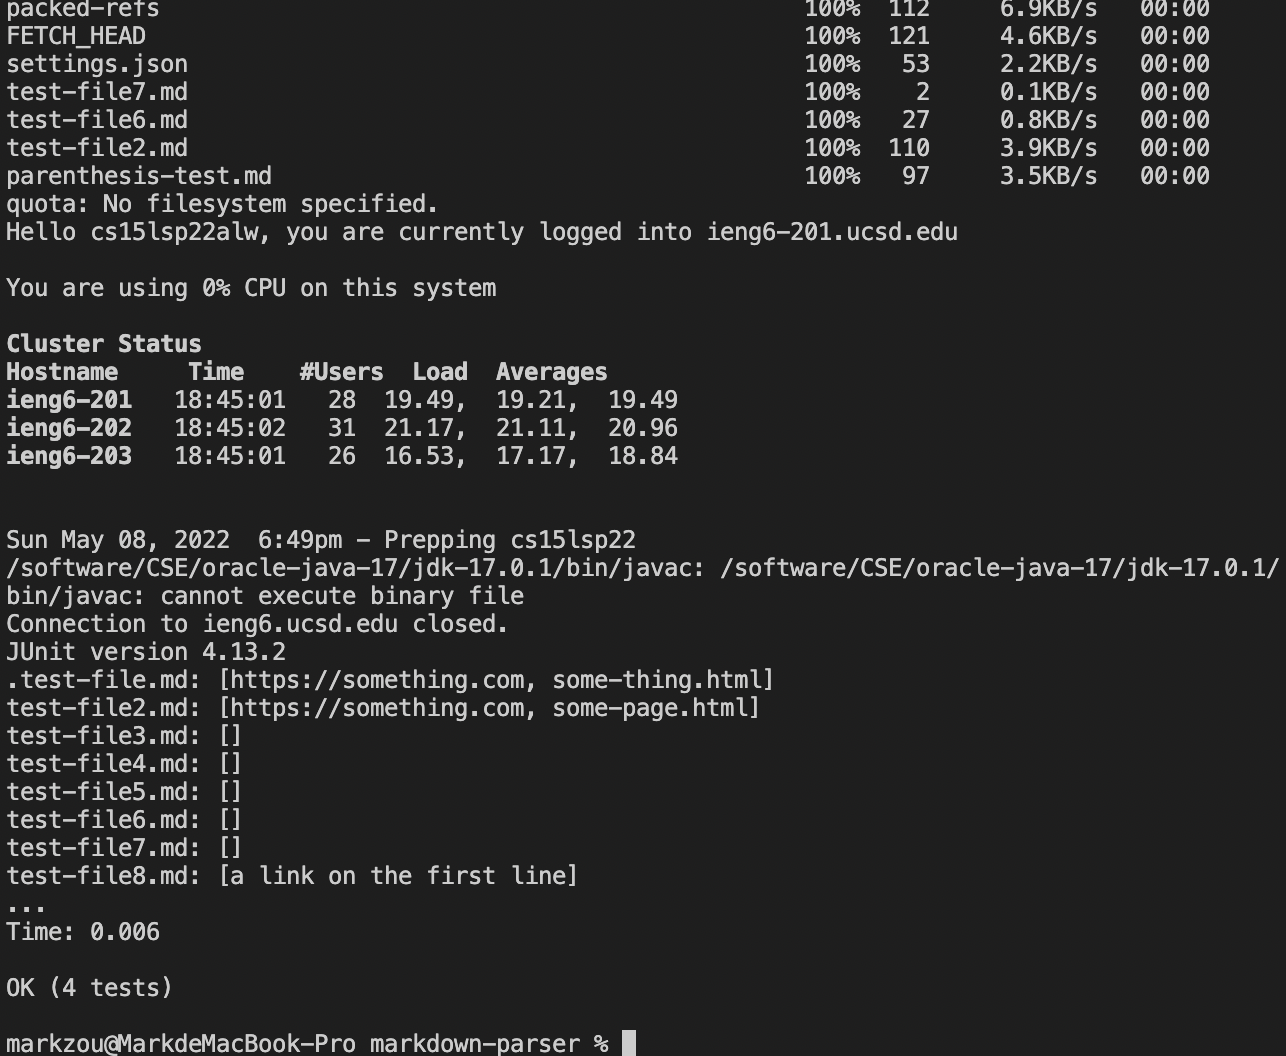 packed-refs 100% 112 6.9KB/s 00:00
FETCH_HEAD 100% 121 4.6KB/s 00:00
settings.json 100% 53 2.2KB/s 00:00
test-file7.md 100% 2 0.1KB/s 00:00
test-file6.md 100% 27 0.8KB/s 00:00
test-file2.md 100% 110 3.9KB/s 00:00
parenthesis-test.md 100% 97 3.5KB/s 00:00
quota: No filesystem specified.
Hello cs15lsp22alw, you are currently logged into ieng6-201.ucsd.edu
You are using 0% CPU on this system
Cluster Status
Hostname Time #Users Load Averages
ieng6-201 18:45:01 28 19.49, 19.21, 19.49
ieng6-202 18:45:02 31 21.17, 21.11, 20.96
ieng6-203 18:45:01 26 16.53, 17.17, 18.84
Sun May 08, 2022 6:49pm - Prepping cs15lsp22
/software/CSE/oracle-java-17/jdk-17.0.1/bin/javac: /software/CSE/oracle-java-17/jdk-17.0.1/
bin/javac: cannot execute binary file
Connection to ieng6.ucsd.edu closed.
JUnit version 4.13.2
.test-file.md: [https://something.com, some-thing.html]
test-file2.md: [https://something.com, some-page.html]
test-file3.md: []
test-file4.md: []
test-file5.md: []
test-file6.md: []
test-file7.md: []
test-file8.md: [a link on the first line]
...
Time: 0.006
OK (4 tests)
markzou@MarkdeMacBook-Pro markdown-parser %